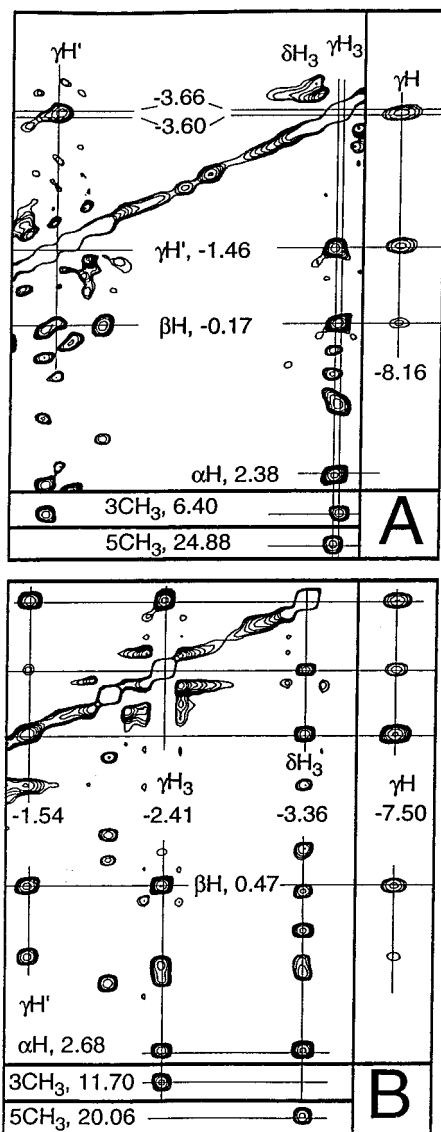 γH'
δH₃
γH₃
γH
-3.66
-3.60
γH', -1.46
βH, -0.17
-8.16
αH, 2.38
3CH₃, 6.40
A
5CH₃, 24.88
γH₃
δH₃
γH
-1.54
-2.41
-3.36
-7.50
βH, 0.47
γH'
αH, 2.68
3CH₃, 11.70
B
5CH₃, 20.06